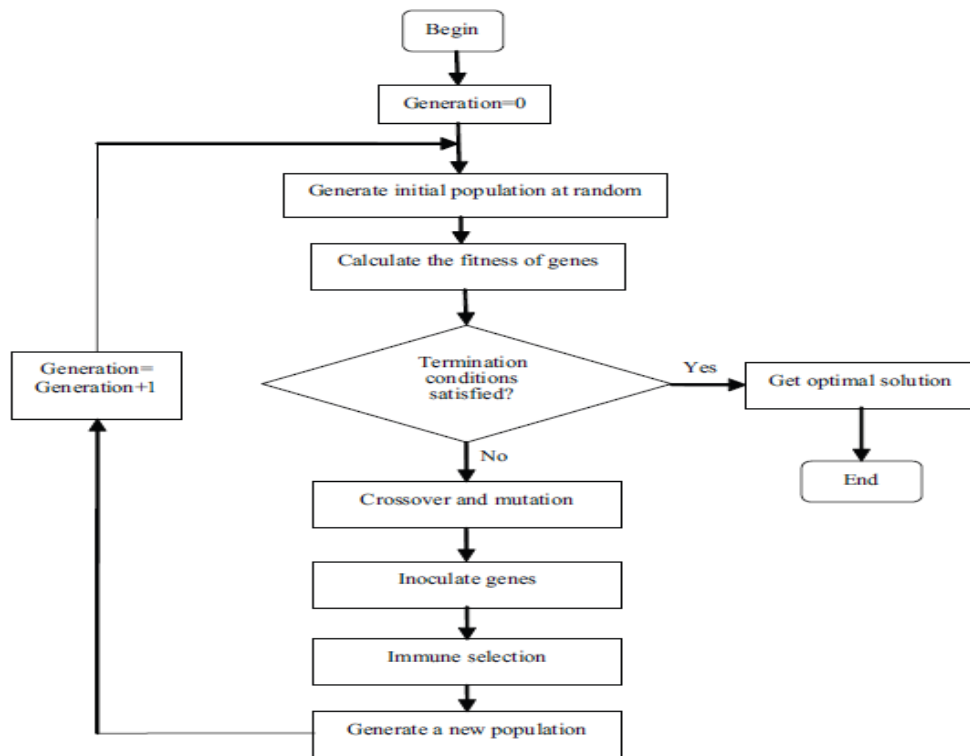 Begin
Generation=0
Generate initial population at random
Calculate the fitness of genes
Termination
conditions
satisfied?
Yes
Get optimal solution
End
No
Crossover and mutation
Inoculate genes
Immune selection
Generate a new population
Generation=
Generation+1